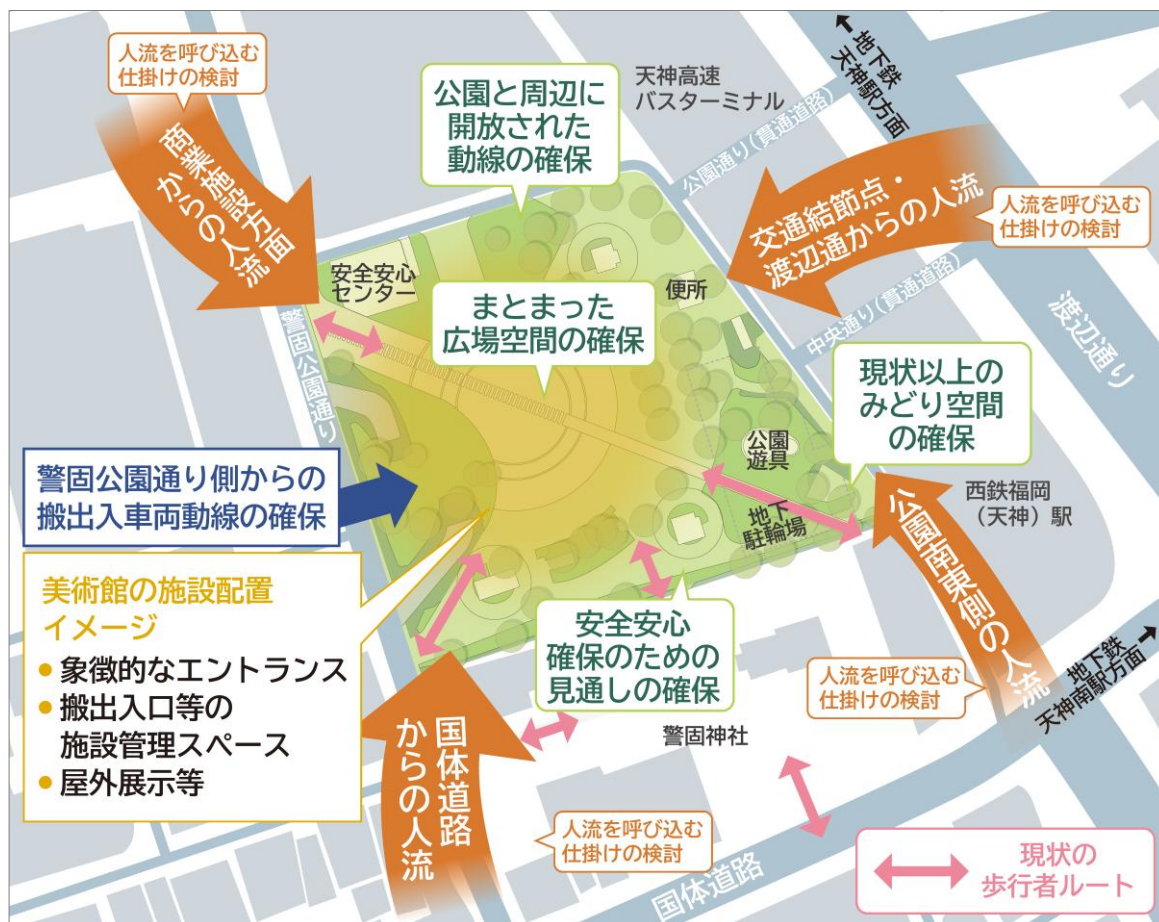 人流を呼び込む
仕掛けの検討
商業施設方面
からの人流
公園と周辺に
開放された
動線の確保
天神高速
バスターミナル
地下鉄
天神駅方面
公園通り(貫通道路)
交通結節点・
渡辺通からの人流
人流を呼び込む
仕掛けの検討
安全安心
センター
便所
まとまった
広場空間の確保
中央通り(貫通道路)
渡辺通り
警固公園通り
現状以上の
みどり空間
の確保
公園
遊具
地下
駐輪場
警固公園通り側からの
搬出入車両動線の確保
西鉄福岡
(天神)駅
公園南東側の人流
美術館の施設配置
イメージ
●象徴的なエントランス
●搬出入口等の
施設管理スペース
●屋外展示等
安全安心
確保のための
見通しの確保
人流を呼び込む
仕掛けの検討
地下鉄
天神南駅方面
国体道路
からの人流
警固神社
人流を呼び込む
仕掛けの検討
国体道路
現状の
歩行者ルート